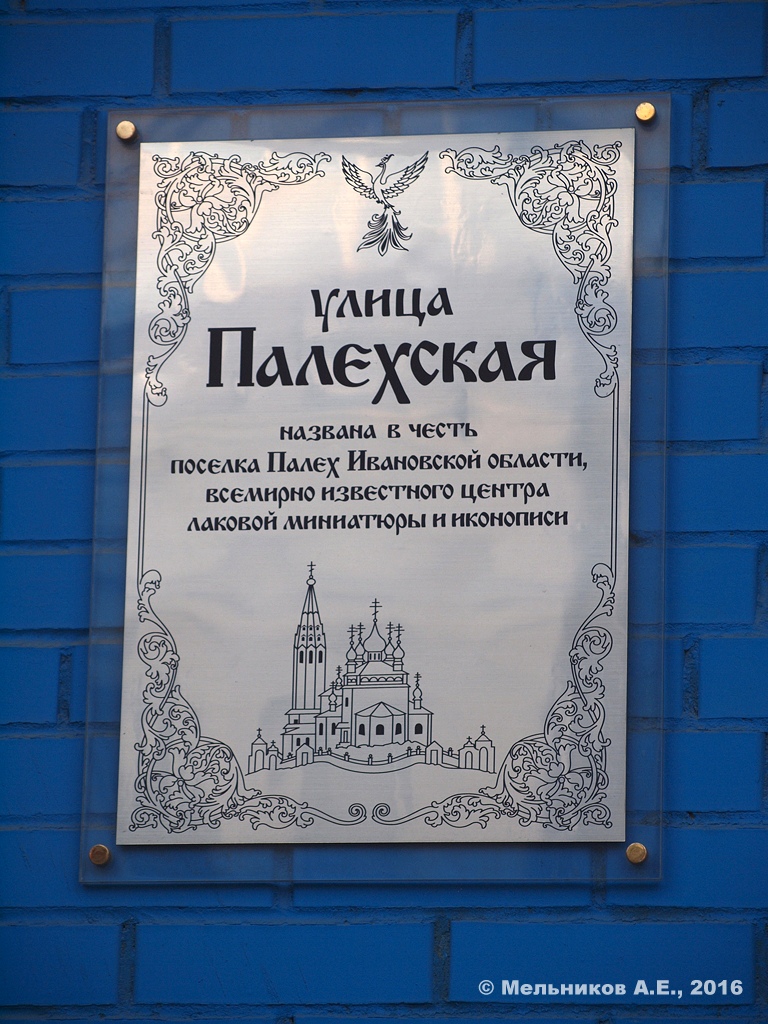 улица
Палехская
названа в честь
поселка Палех Ивановской области,
всемирно известного центра
лаковой миниатюры и иконописи
© Мельников А.Е., 2016